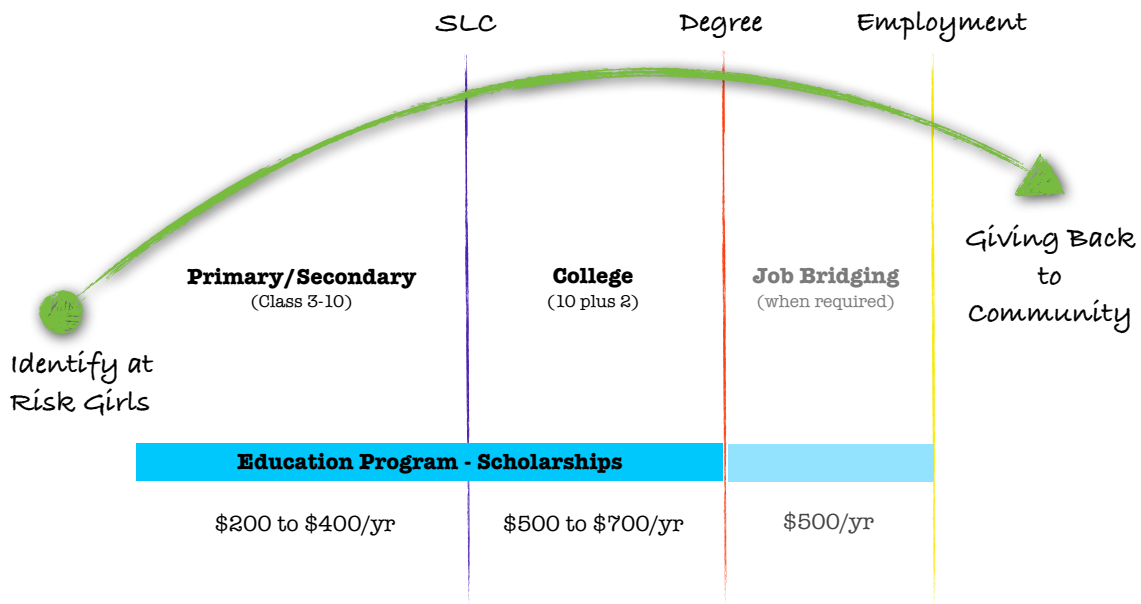 SLC
Degree
Employment
Giving Back
to
Community
Primary/Secondary
(Class 3-10)
College
(10 plus 2)
Job Bridging
(when required)
Identify at
Risk Girls
Education Program - Scholarships
$200 to $400/yr
$500 to $700/yr
$500/yr